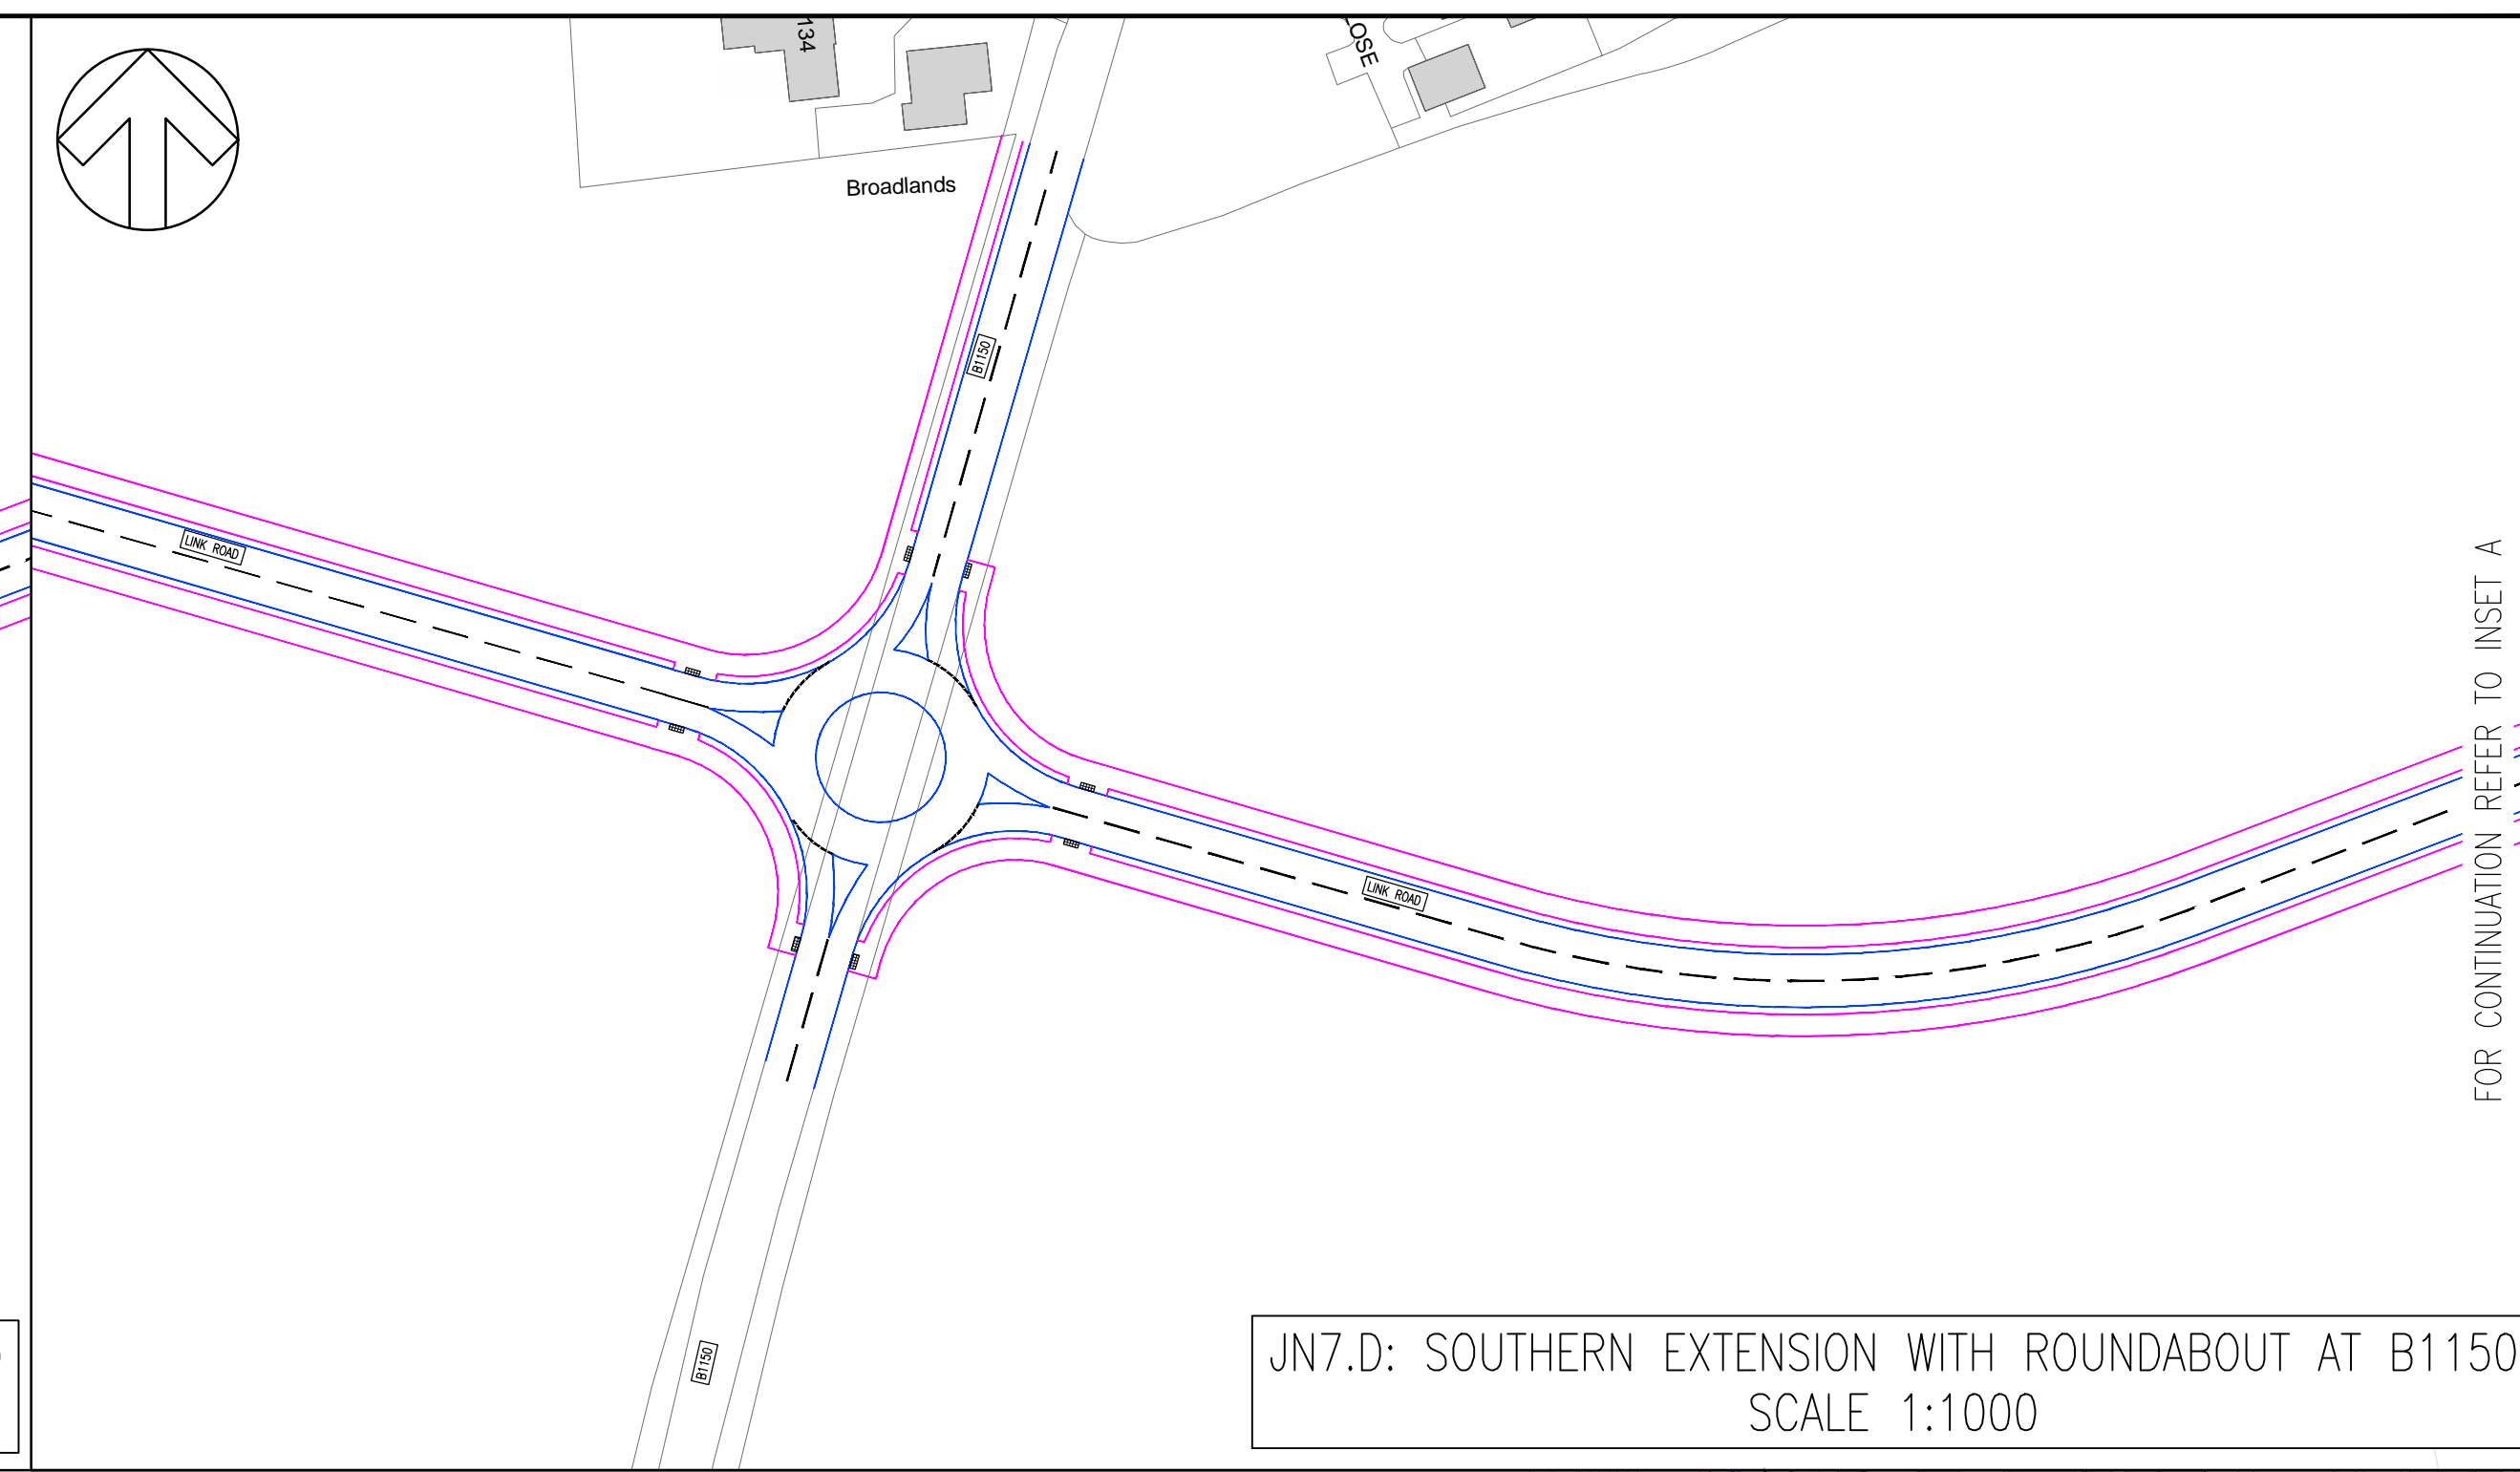 134
OSE
Broadlands
B1150
LINK ROAD
LINK ROAD
FOR CONTINUATION REFER TO INSET A
B1150
JN7.D: SOUTHERN EXTENSION WITH ROUNDABOUT AT B1150
SCALE 1:1000